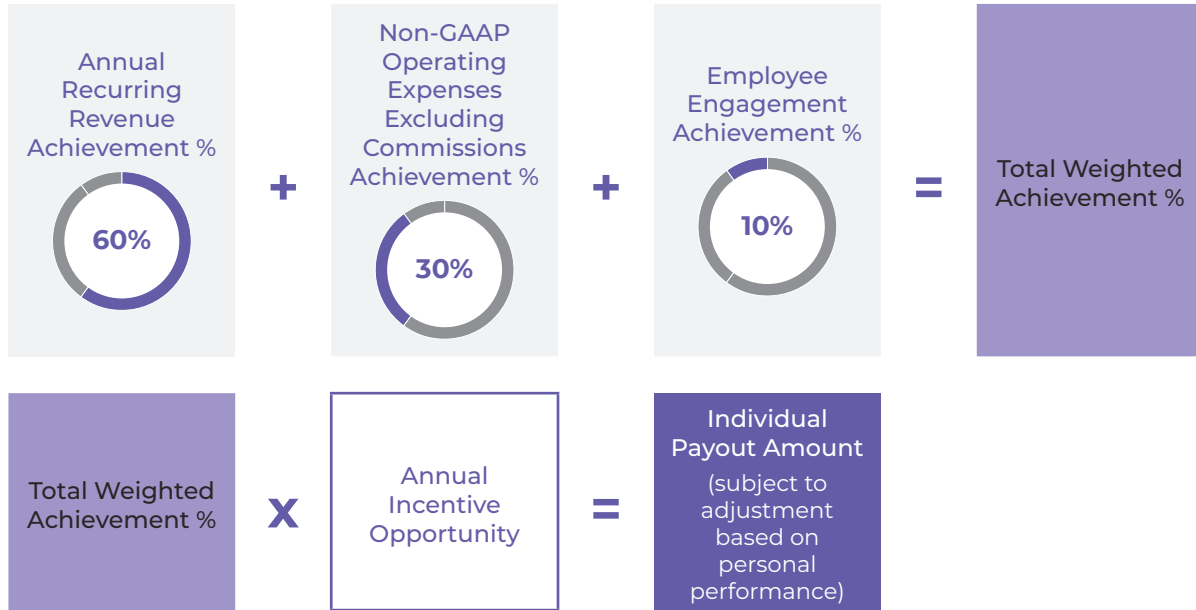 Annual
Recurring
Revenue
Achievement %
60%
+
Non-GAAP
Operating
Expenses
Excluding
Commissions
Achievement %
30%
+
Employee
Engagement
Achievement %
10%
=
Total Weighted
Achievement %
Total Weighted
Achievement %
x
Annual
Incentive
Opportunity
=
Individual
Payout Amount
(subject to
adjustment
based on
personal
performance)